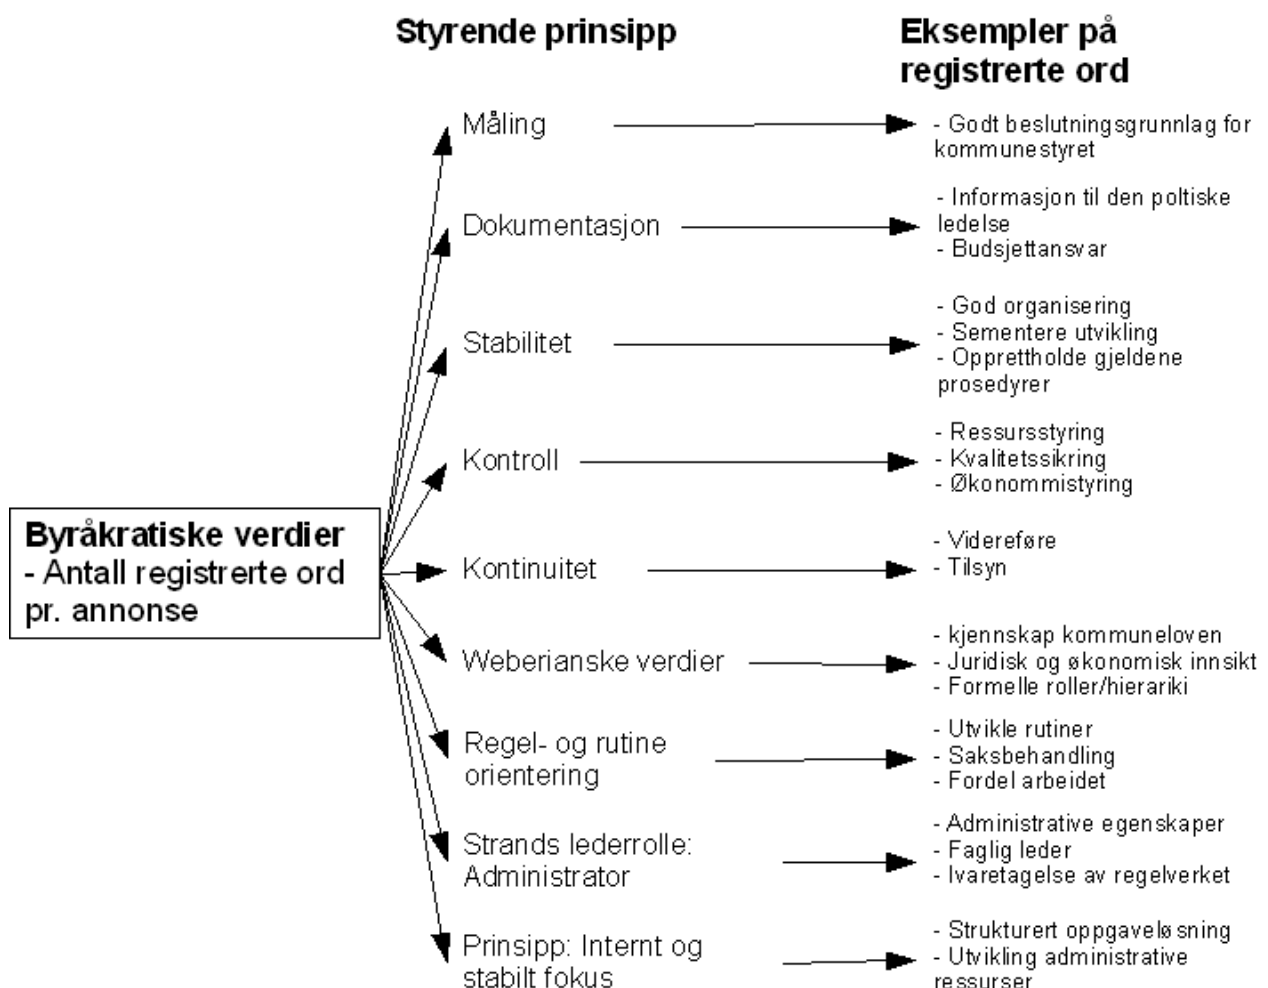 Styrende prinsipp
Eksempler på
registrerte ord
Måling
- Godt beslutningsgrunnlag for
kommunestyret
Dokumentasjon
- Informasjon til den poltiske
ledelse
- Budsjettansvar
Stabilitet
- God organisering
- Sementere utvikling
- Opprettholde gjeldene
prosedyrer
Kontroll
- Ressursstyring
- Kvalitetssikring
- Økonommistyring
Byråkratiske verdier
- Antall registrerte ord
pr. annonse
Kontinuitet
- Videreføre
- Tilsyn
Weberianske verdier
- kjennskap kommuneloven
- Juridisk og økonomisk innsikt
- Formelle roller/hierariki
Regel- og rutine
orientering
- Utvikle rutiner
- Saksbehandling
- Fordel arbeidet
Strands lederrolle:
Administrator
- Administrative egenskaper
- Faglig leder
- Ivaretagelse av regelverket
Prinsipp: Internt og
stabilt fokus
- Strukturert oppgaveløsning
- Utvikling administrative
ressurser